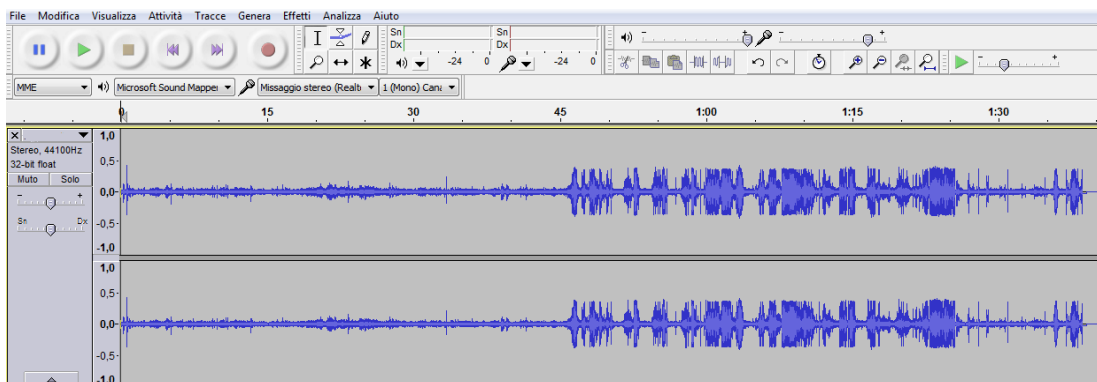 File Modifica Visualizza Attività Tracce Genera Effetti Analizza Aiuto
Sn
Dx
-24 0
Sn
Dx
-24 0
- +
- +
- +
MME Microsoft Sound Mapper Missaggio stereo (Realb 1 (Mono) Cana
0 15 30 45 1:00 1:15 1:30
X
Stereo, 44100Hz
32-bit float
Muto Solo
- +
Sn Dx
1,0
0,5
0,0
-0,5
-1,0
1,0
0,5
0,0
-0,5
-1,0